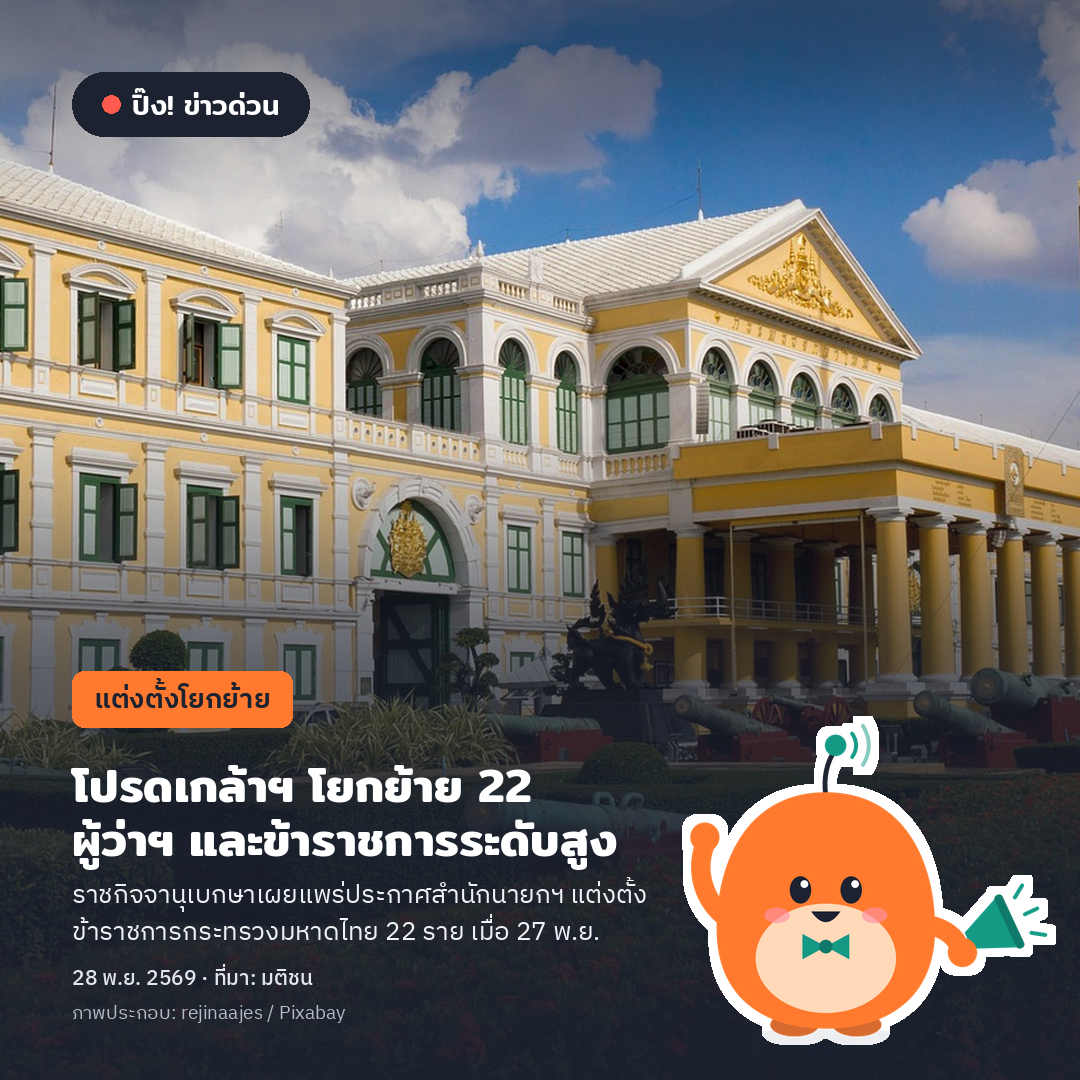 ปิ๊ง! ข่าวด่วน
แต่งตั้งโยกย้าย
โปรดเกล้าฯ โยกย้าย 22
ผู้ว่าฯ และข้าราชการระดับสูง
ราชกิจจานุเบกษาเผยแพร่ประกาศสำนักนายกฯ แต่งตั้ง
ข้าราชการกระทรวงมหาดไทย 22 ราย เมื่อ 27 พ.ย.
28 พ.ย. 2569 · ที่มา: มติชน
ภาพประกอบ: rejinaajes / Pixabay